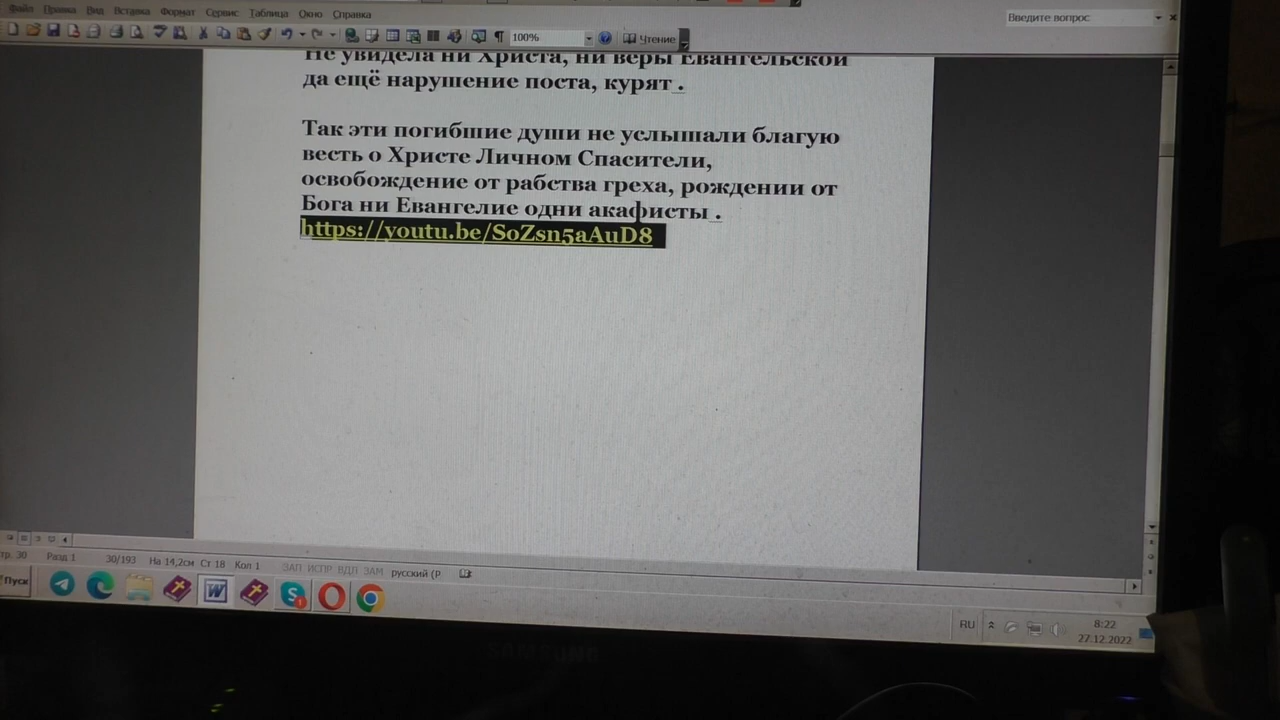 Файл Правка Вид Вставка Формат Сервис Таблица Окно Справка
Введите вопрос
100%
Чтение
Не увидела ни Христа, ни веры Евангельской
да ещё нарушение поста, курят .
Так эти погибшие души не услышали благую
весть о Христе Личном Спасители,
освобождение от рабства греха, рождении от
Бога ни Евангелие одни акафисты .
https://youtu.be/SoZsn5aAuD8
тр. 30 Разд 1 30/193 На 14,2см Ст 18 Кол 1 ЗАП ИСПР ВДЛ ЗАМ русский (Р
Пуск
RU
8:22
27.12.2022
SAMSUNG